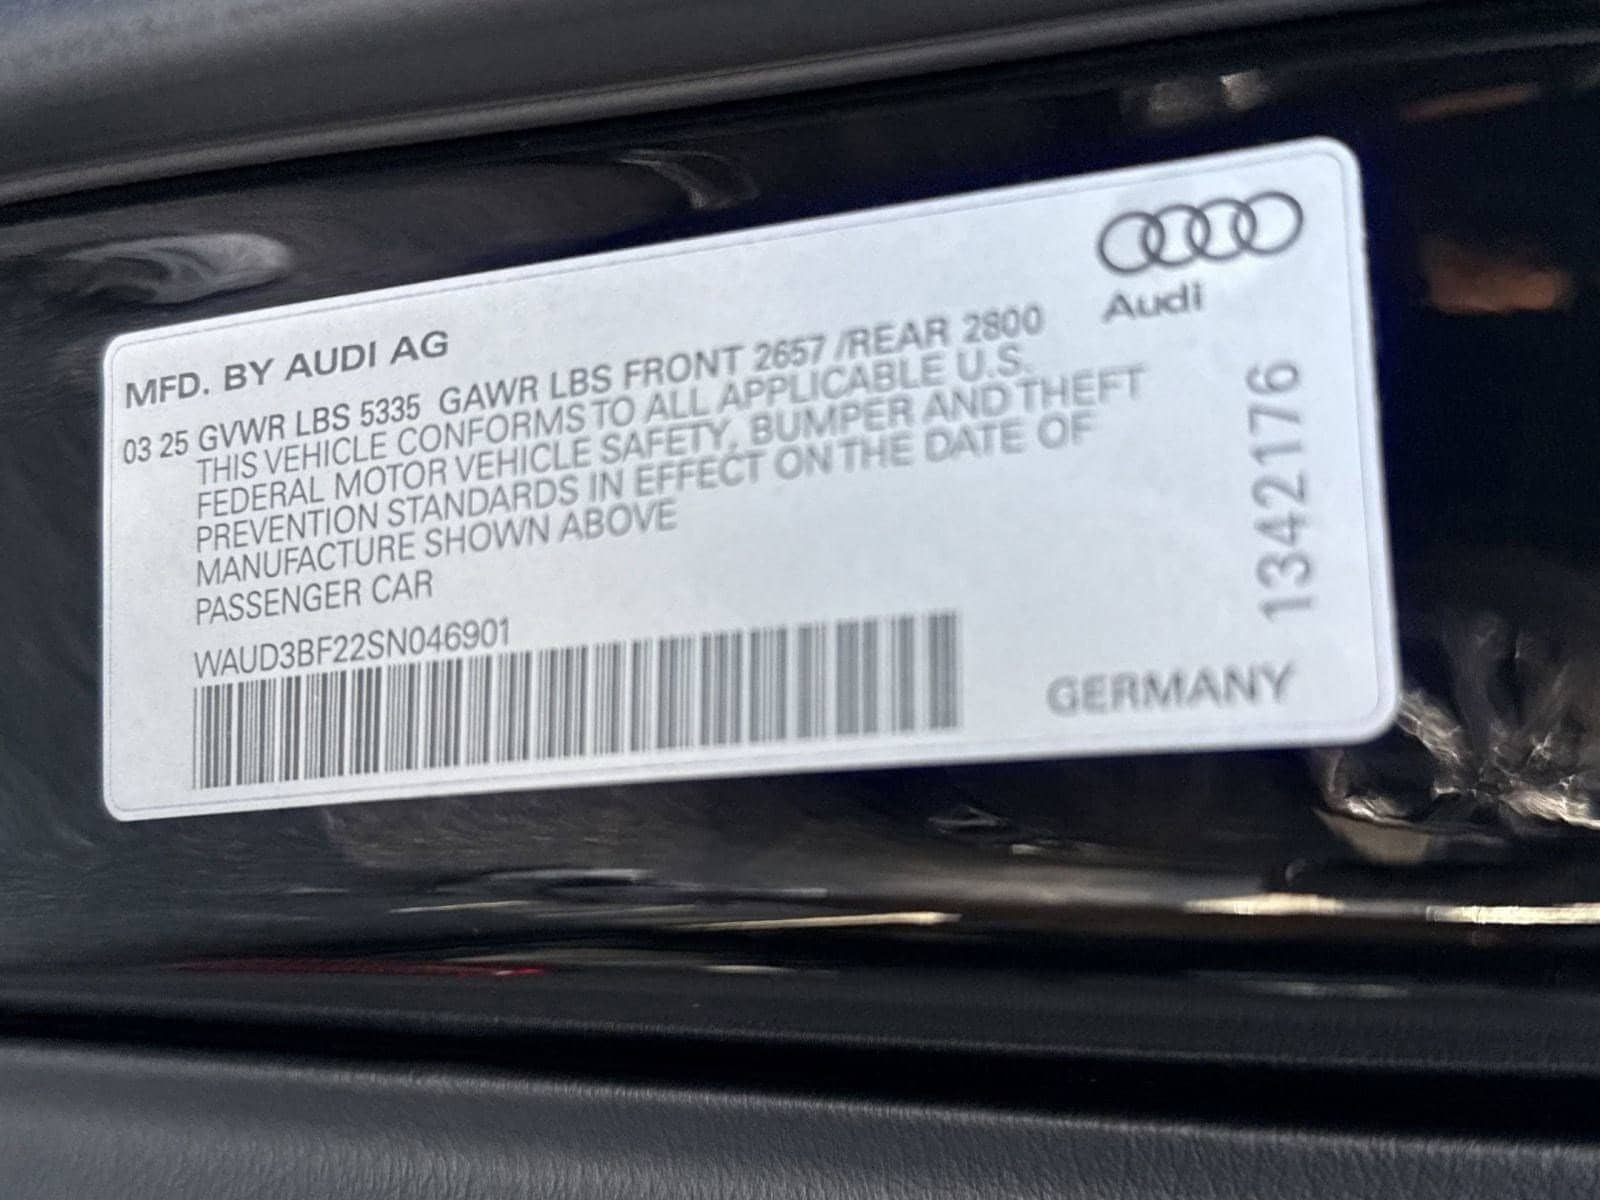 Audi
MFD. BY AUDI AG
03 25 GVWR LBS 5335 GAWR LBS FRONT 2657 /REAR 2800
THIS VEHICLE CONFORMS TO ALL APPLICABLE U.S.
FEDERAL MOTOR VEHICLE SAFETY, BUMPER AND THEFT
PREVENTION STANDARDS IN EFFECT ON THE DATE OF
MANUFACTURE SHOWN ABOVE
PASSENGER CAR
WAUD3BF22SN046901
GERMANY
1342176